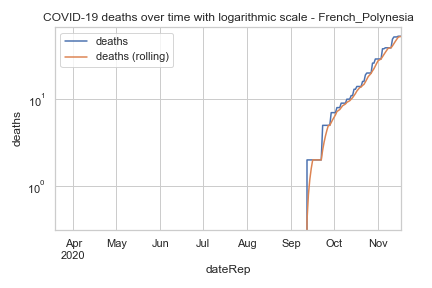 COVID-19 deaths over time with logarithmic scale - French_Polynesia
deaths
deaths (rolling)
10¹
10⁰
deaths
Apr May Jun Jul Aug Sep Oct Nov
2020
dateRep